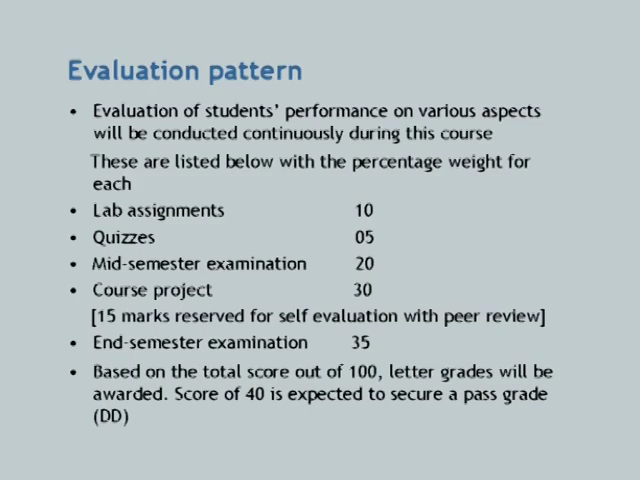 Evaluation pattern
• Evaluation of students’ performance on various aspects
will be conducted continuously during this course
These are listed below with the percentage weight for
each
• Lab assignments 10
• Quizzes 05
• Mid-semester examination 20
• Course project 30
[15 marks reserved for self evaluation with peer review]
• End-semester examination 35
• Based on the total score out of 100, letter grades will be
awarded. Score of 40 is expected to secure a pass grade
(DD)